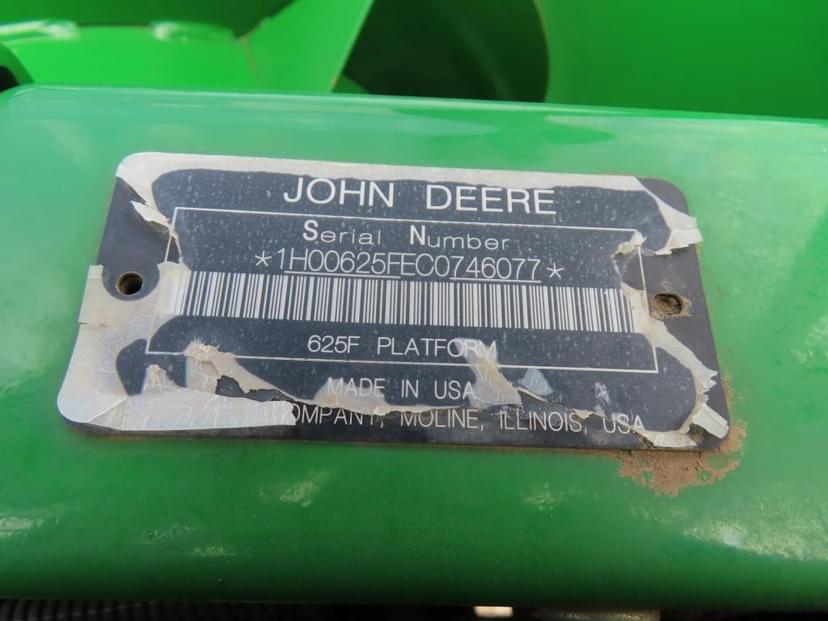 JOHN DEERE
Serial Number
*1H00625FEC0746077*
625F PLATFORM
MADE IN USA
COMPANY, MOLINE, ILLINOIS, USA